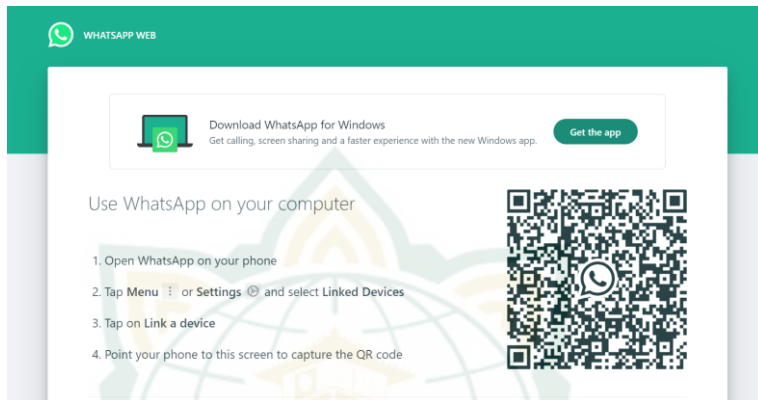 WHATSAPP WEB
Download WhatsApp for Windows
Get calling, screen sharing and a faster experience with the new Windows app.
Get the app
Use WhatsApp on your computer
1. Open WhatsApp on your phone
2. Tap Menu or Settings and select Linked Devices
3. Tap on Link a device
4. Point your phone to this screen to capture the QR code